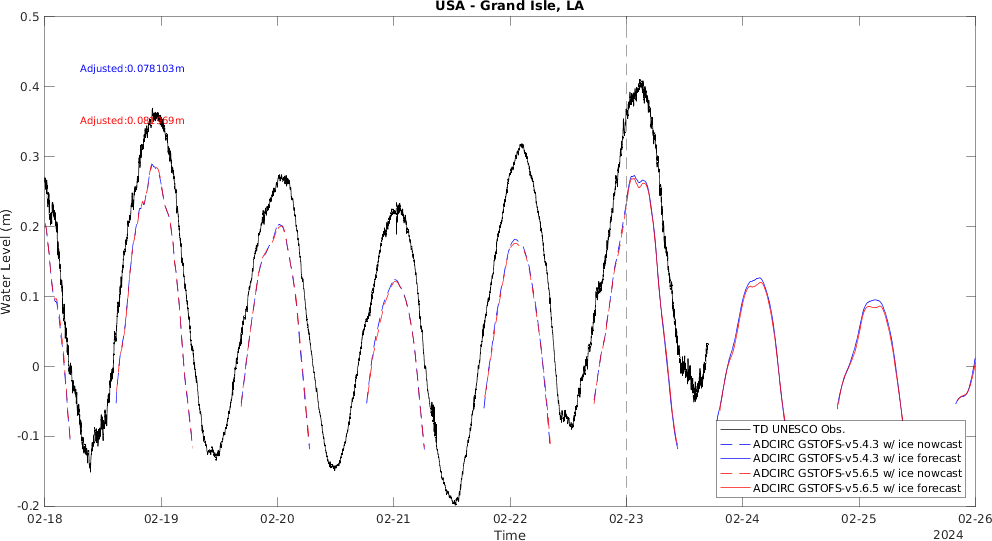 USA - Grand Isle, LA
0.5
0.4
0.3
0.2
0.1
0
-0.1
-0.2
Water Level (m)
Adjusted:0.078103m
02-18
02-19
02-20
02-21
02-22
02-23
02-24
02-25
02-26
Time
2024
TD UNESCO Obs.
ADCIRC GSTOFS-v5.4.3 w/ ice nowcast
ADCIRC GSTOFS-v5.4.3 w/ ice forecast
ADCIRC GSTOFS-v5.6.5 w/ ice nowcast
ADCIRC GSTOFS-v5.6.5 w/ ice forecast